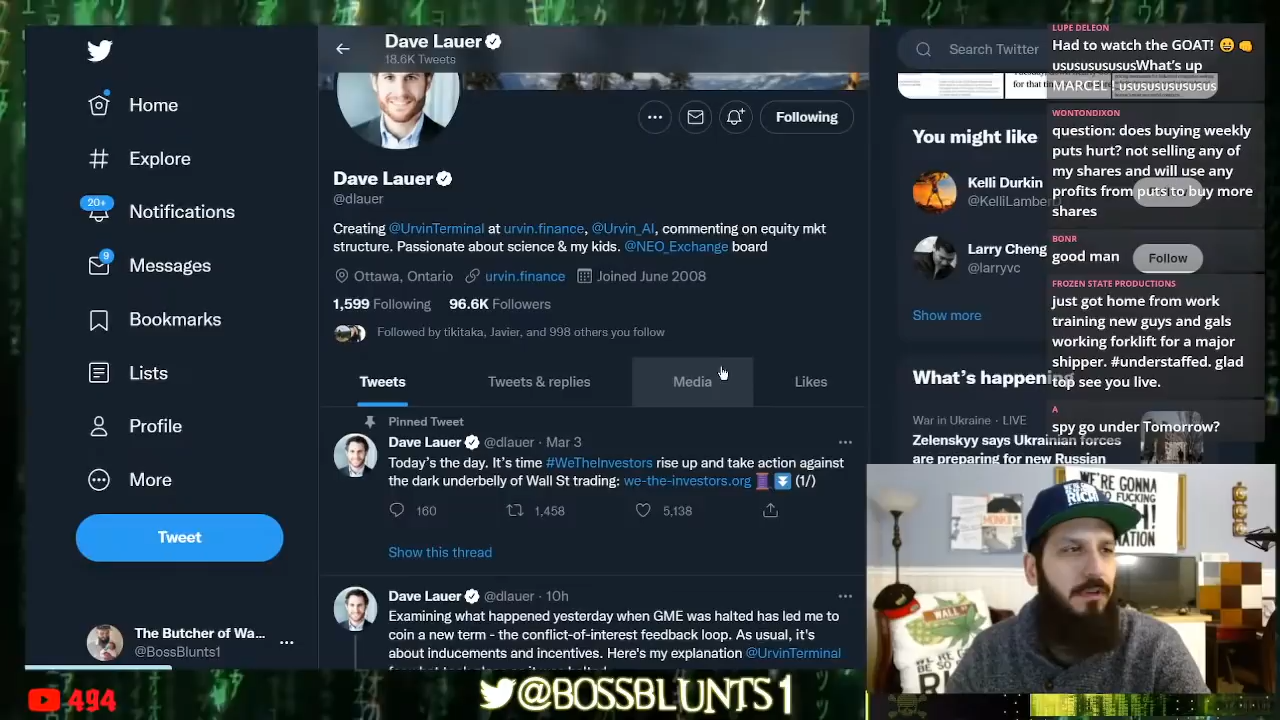 Dave Lauer
18.6K Tweets
Search Twitter
Home
Explore
20+
Notifications
9
Messages
Bookmarks
Lists
Profile
More
Tweet
The Butcher of Wa...
@BossBlunts1
Following
Dave Lauer
@dlauer
Creating @UrvinTerminal at urvin.finance, @Urvin_AI, commenting on equity mkt
structure. Passionate about science & my kids. @NEO_Exchange board
Ottawa, Ontario urvin.finance Joined June 2008
1,599 Following 96.6K Followers
Followed by tikitaka, Javier, and 998 others you follow
Tweets Tweets & replies Media Likes
Pinned Tweet
Dave Lauer @dlauer · Mar 3
Today's the day. It's time #WeTheInvestors rise up and take action against
the dark underbelly of Wall St trading: we-the-investors.org (1/)
160 1,458 5,138
Show this thread
Dave Lauer @dlauer · 10h
Examining what happened yesterday when GME was halted has led me to
coin a new term - the conflict-of-interest feedback loop. As usual, it's
about inducements and incentives. Here's my explanation @UrvinTerminal
for that
You might like
Kelli Durkin
@KelliLamber
Larry Cheng
@larryvc
Follow
Show more
What's happening
War in Ukraine · LIVE
Zelenskyy says Ukrainian forces
are preparing for new Russian
LUPE DELEON
Had to watch the GOAT!
usususususWhat's up
MARCEL
WONTONDIXON
question: does buying weekly
puts hurt? not selling any of
my shares and will use any
profits from puts to buy more
shares
BONR
good man
FROZEN STATE PRODUCTIONS
just got home from work
training new guys and gals
working forklift for a major
shipper. #understaffed. glad
see you live.
A
spy go under Tomorrow?
WE'RE GONNA
RICH
WALL
494
@BOSSBLUNTS1